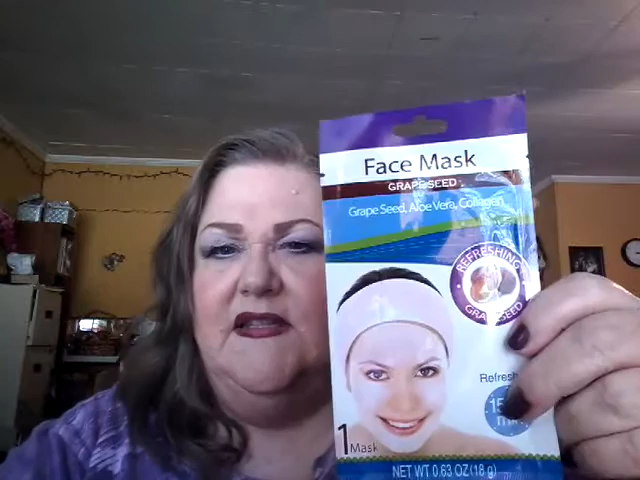 Face Mask
GRAPE SEED
Grape Seed, Aloe Vera, Collagen
REFRESHING
GRAPE SEED
15
1 Mask
NET WT 0.63 OZ (18 g)